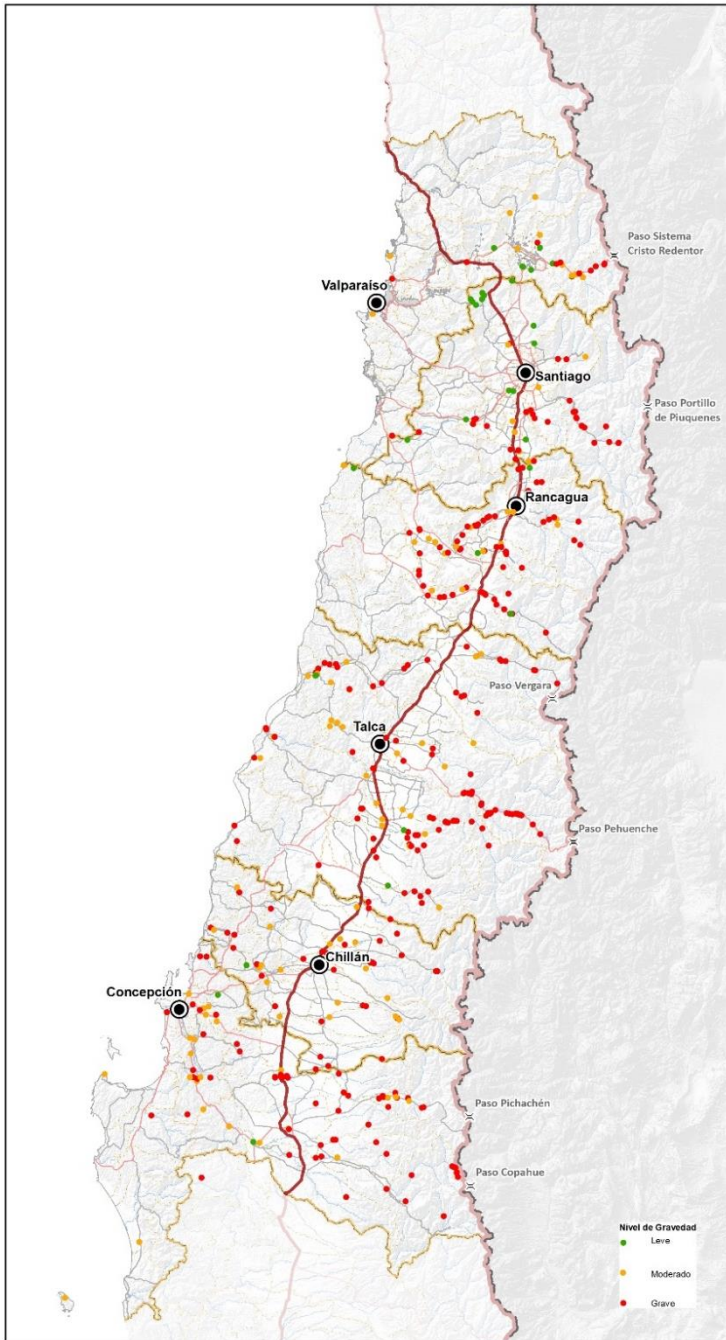 Paso Sistema
Cristo Redentor
Valparaiso
Santiago
Paso Portillo
de Piuquenes
Rancagua
Paso Vergara
Talca
Paso Pehuenche
Chillán
Concepción
Paso Pichachén
Paso Copahue
Nivel de Gravedad
Leve
Moderado
Grave